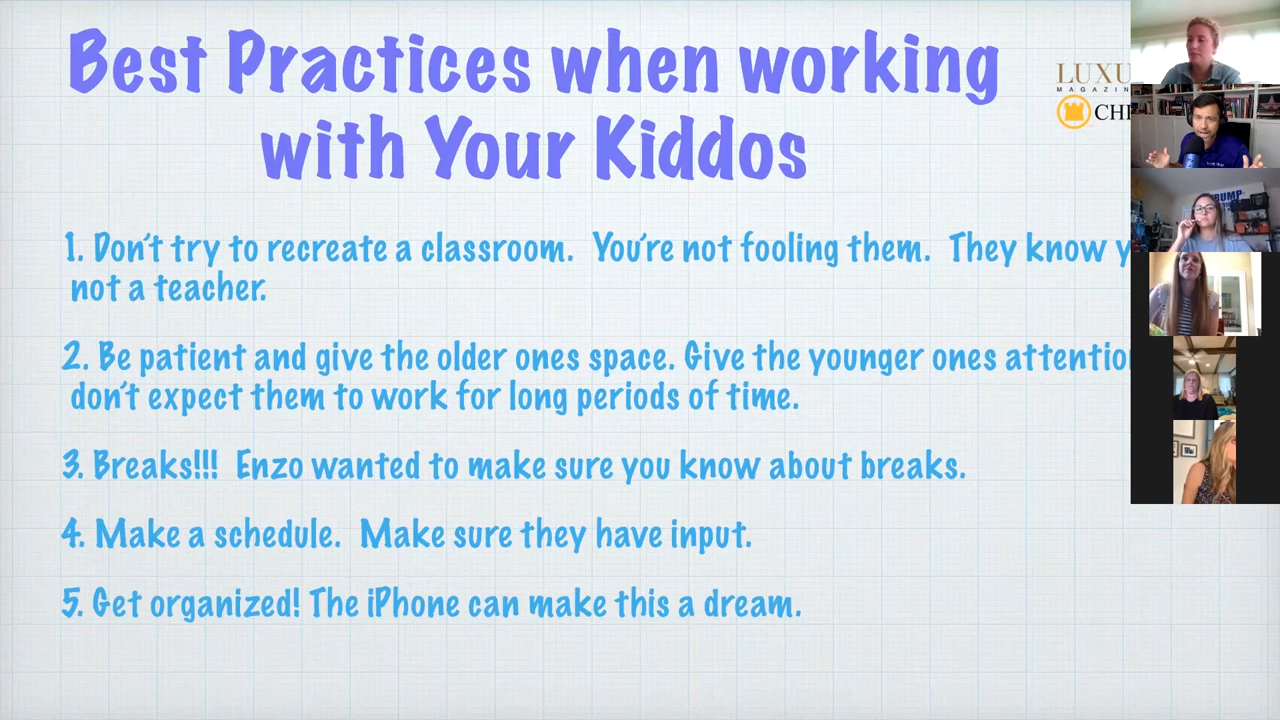 Best Practices when working
with Your Kiddos
LUXU
MAGAZIN
CH
1. Don't try to recreate a classroom. You're not fooling them. They know y
not a teacher.
2. Be patient and give the older ones space. Give the younger ones attention
don't expect them to work for long periods of time.
3. Breaks!!! Enzo wanted to make sure you know about breaks.
4. Make a schedule. Make sure they have input.
5. Get organized! The iPhone can make this a dream.
TRUMP